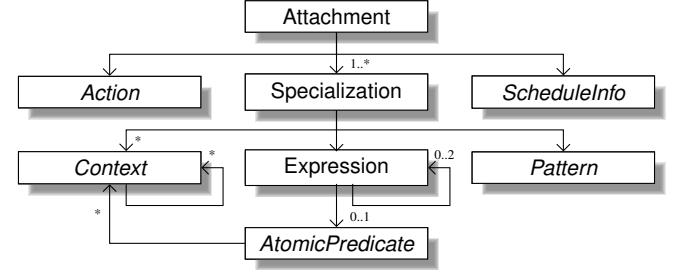 Attachment
1..*
Action
Specialization
ScheduleInfo
*
*
0..2
Context
Expression
Pattern
*
0..1
AtomicPredicate